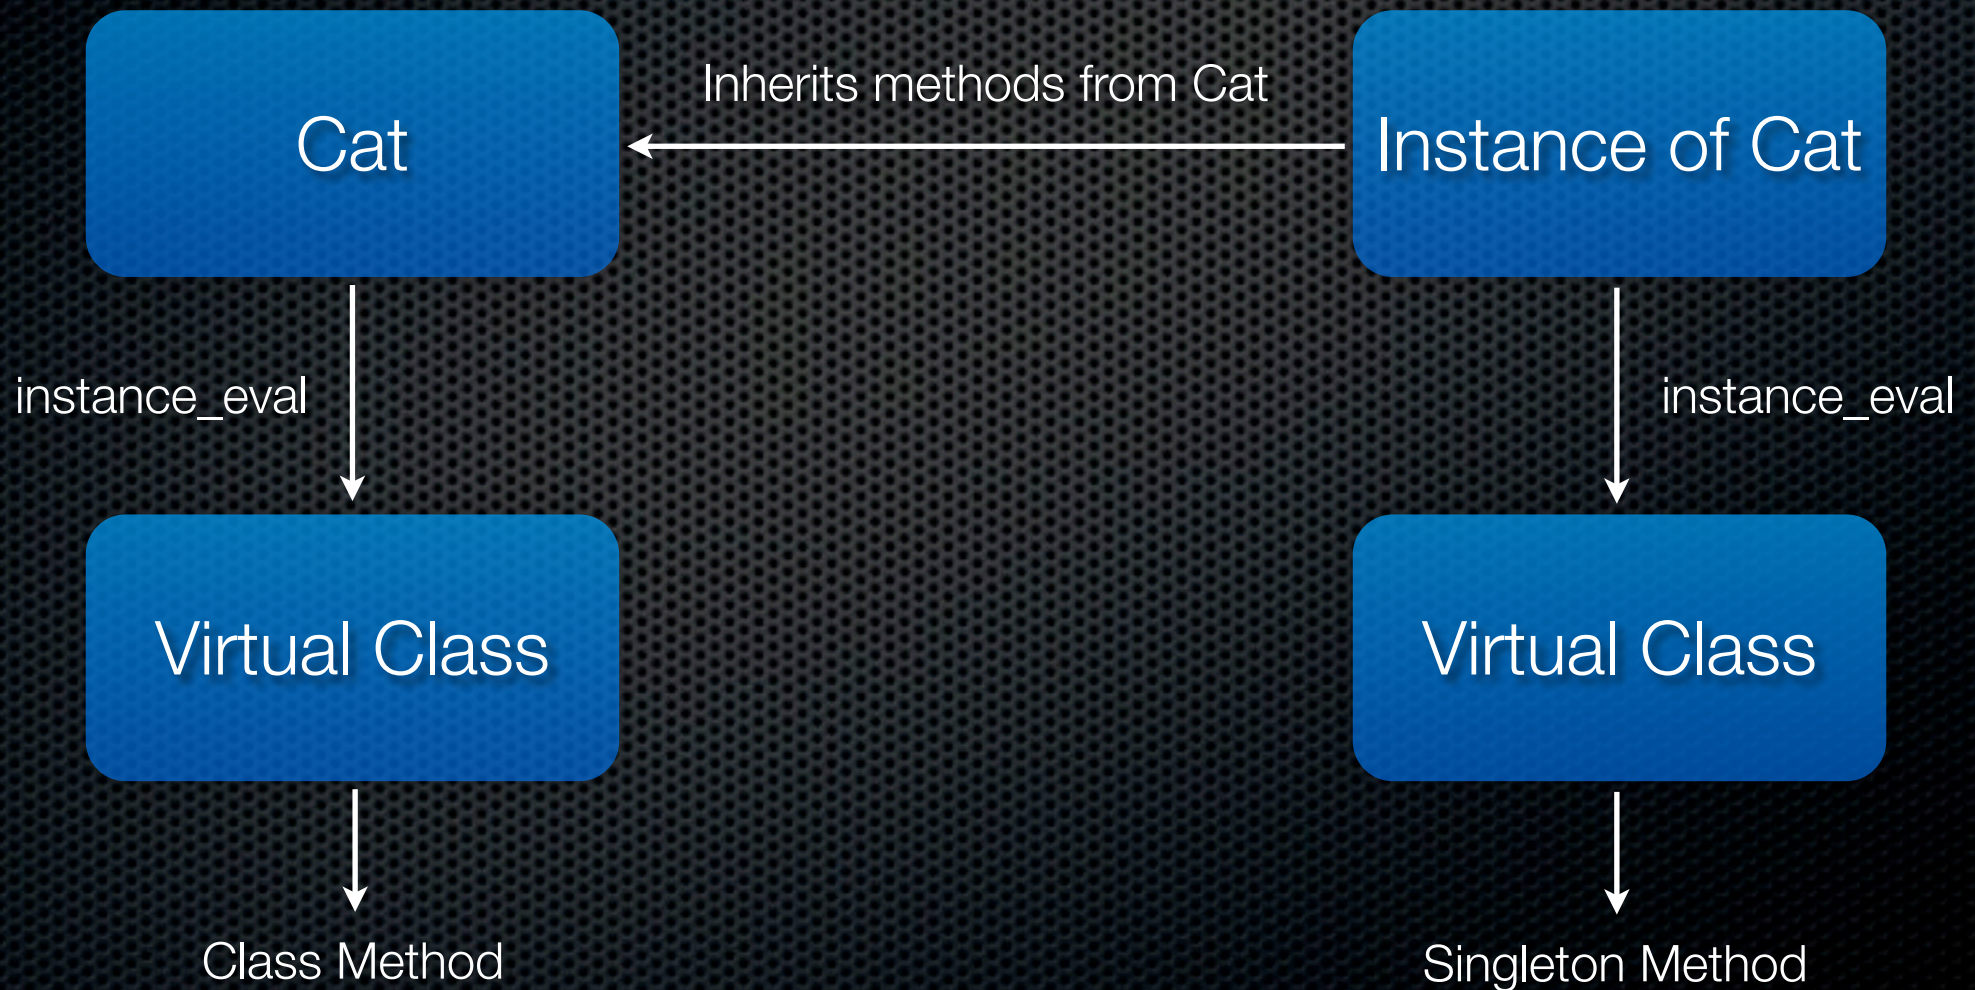 Cat
Inherits methods from Cat
Instance of Cat
instance_eval
instance_eval
Virtual Class
Virtual Class
Class Method
Singleton Method